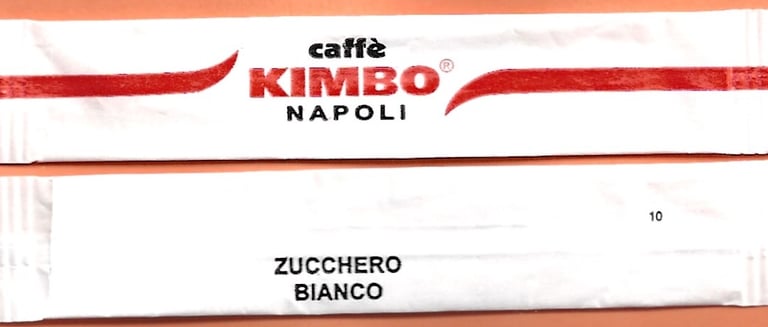 caffè
KIMBO®
NAPOLI
10
ZUCCHERO
BIANCO